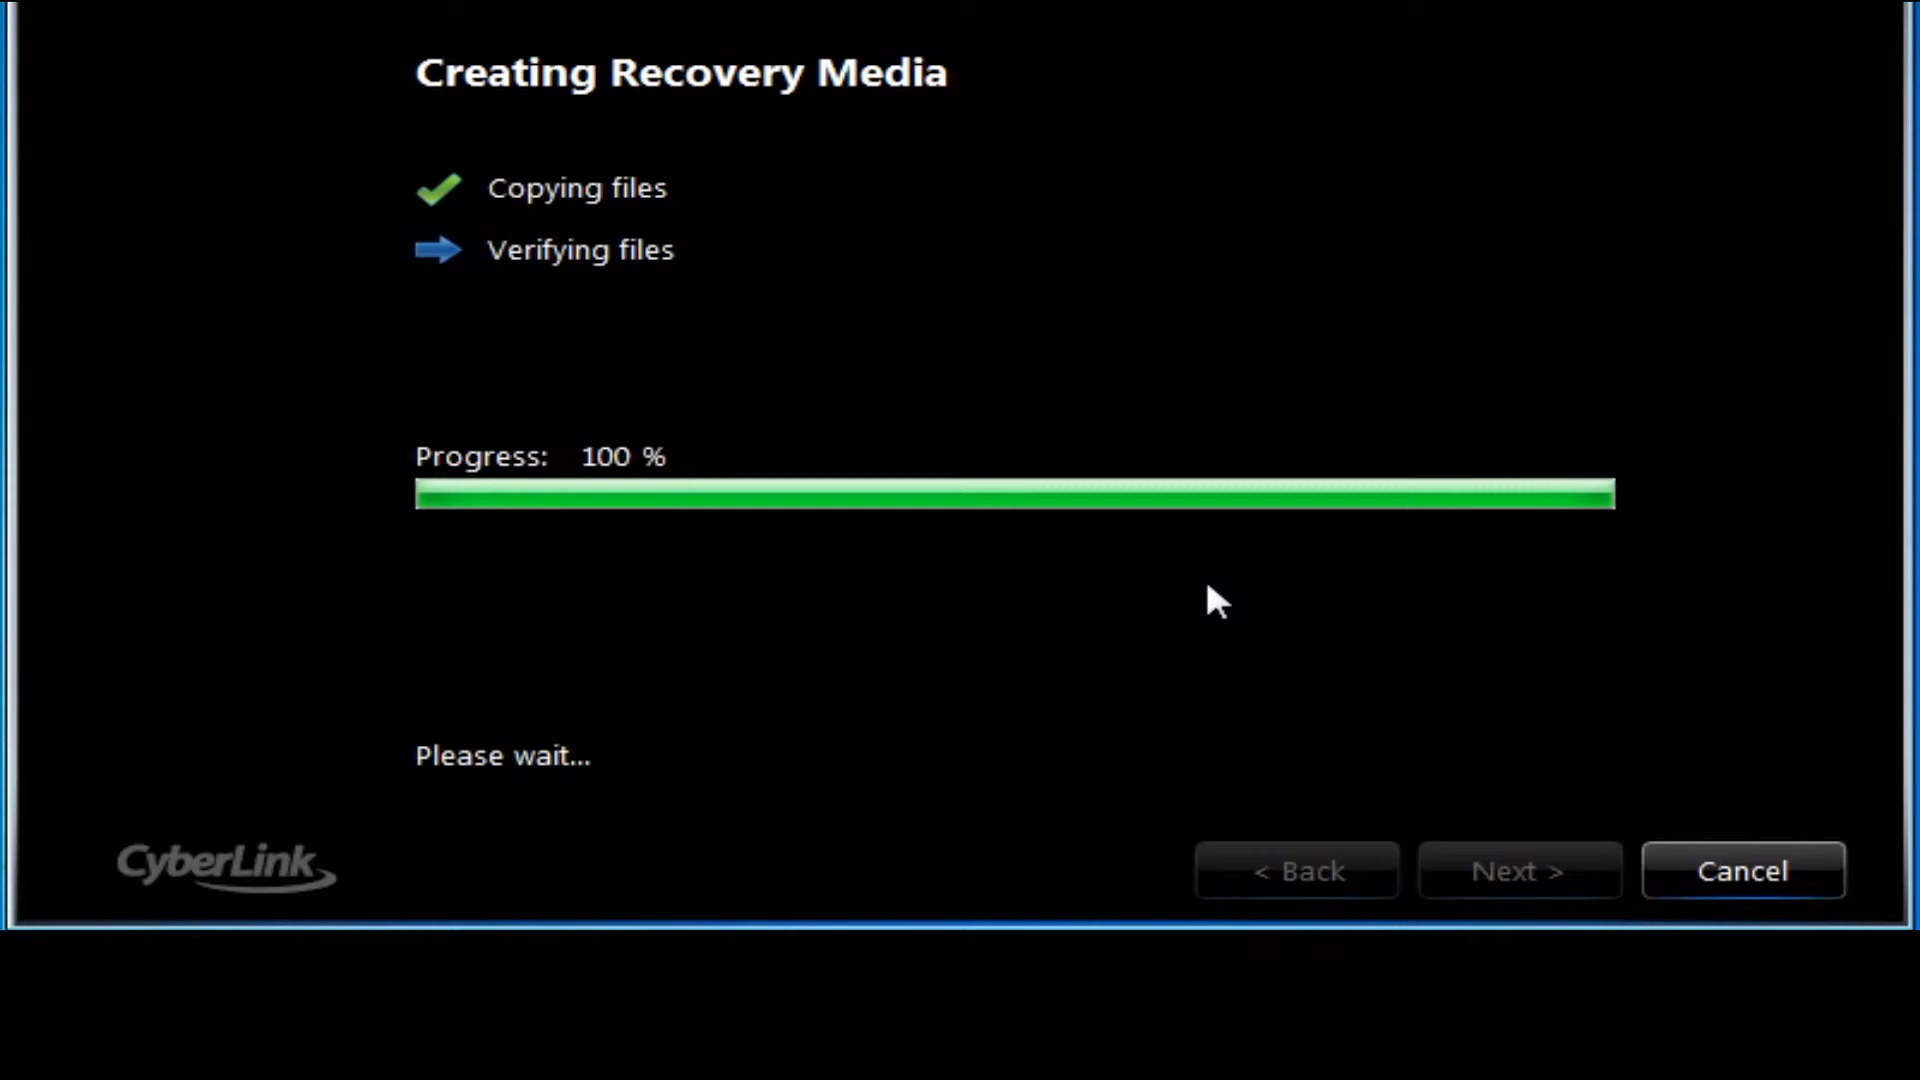 Creating Recovery Media
Copying files
Verifying files
Progress: 100 %
Please wait...
CyberLink
< Back
Next >
Cancel